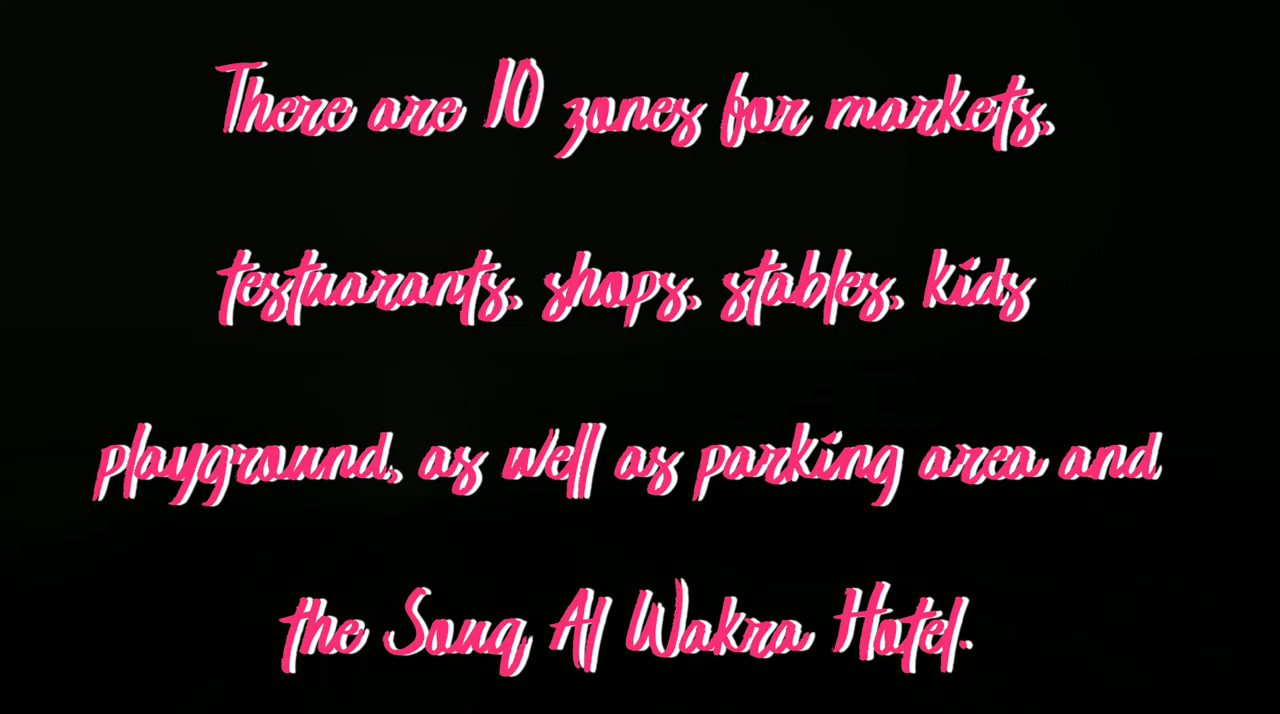 There are 10 zones for markets,
testuarants, shops, stables, kids
playground, as well as parking area and
the Souq Al Wakra Hotel.